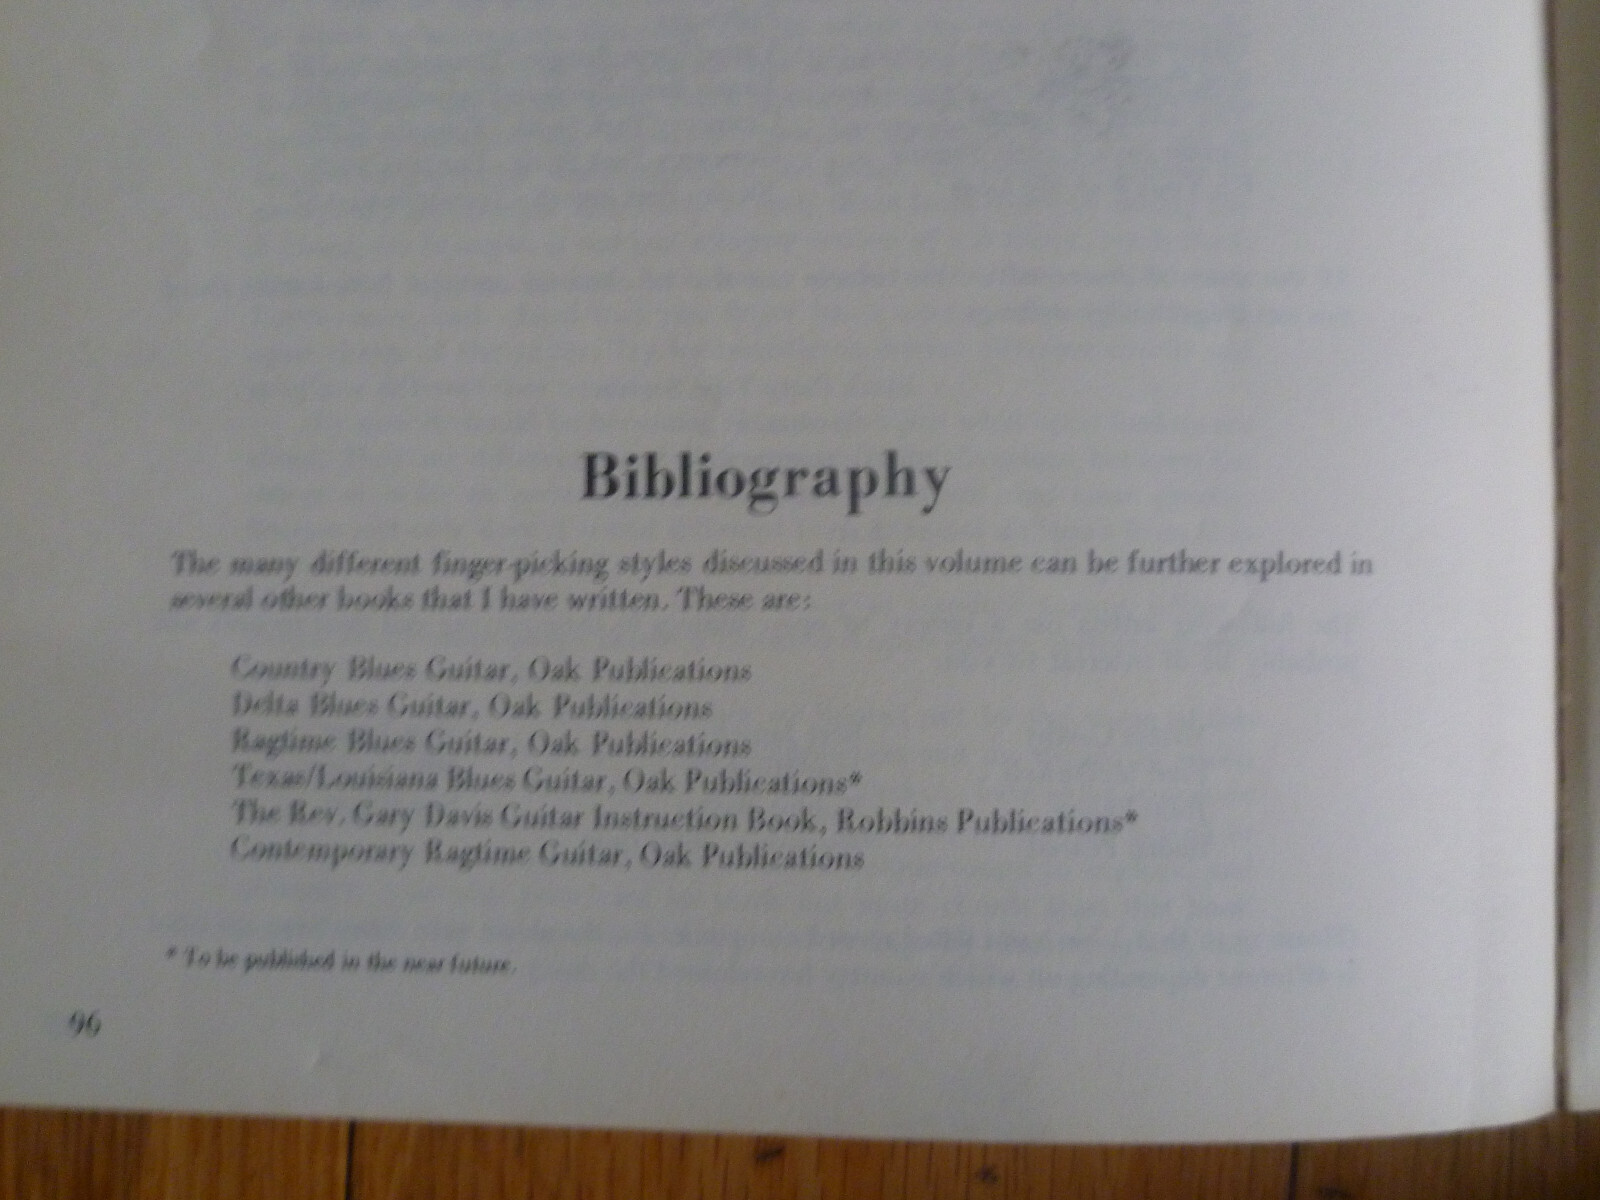 Bibliography
The many different finger-picking styles discussed in this volume can be further explored in
several other books that I have written. These are:
Country Blues Guitar, Oak Publications
Delta Blues Guitar, Oak Publications
Ragtime Blues Guitar, Oak Publications
Texas/Louisiana Blues Guitar, Oak Publications*
The Rev. Gary Davis Guitar Instruction Book, Robbins Publications*
Contemporary Ragtime Guitar, Oak Publications
* To be published in the near future.
96